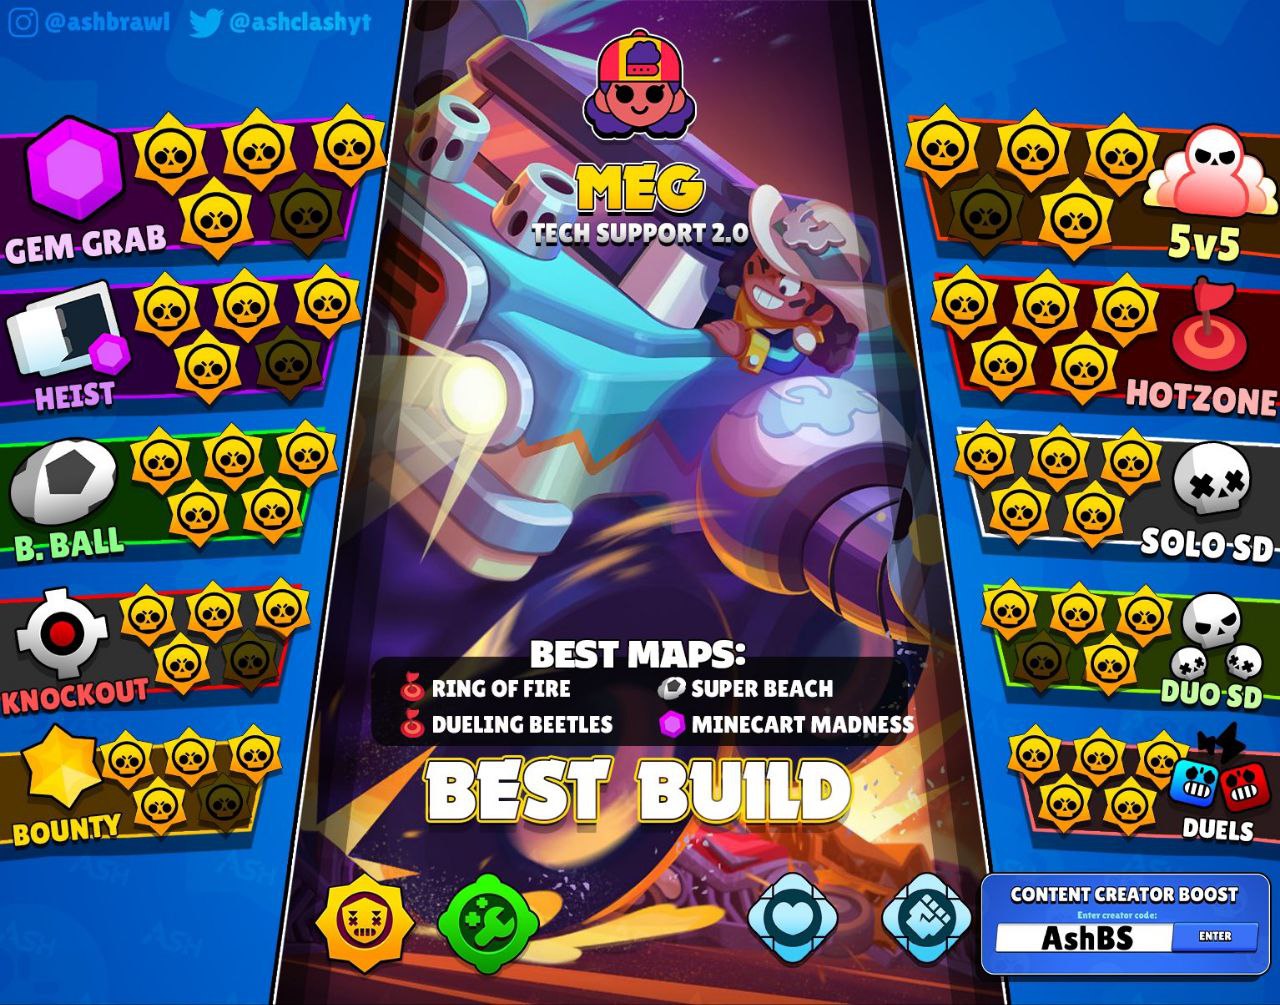 @ashbrawl @ashclashyt
MEG
TECH SUPPORT 2.0
GEM GRAB
HEIST
B. BALL
KNOCKOUT
BOUNTY
5v5
HOTZONE
SOLO SD
DUO SD
DUELS
BEST MAPS:
RING OF FIRE
SUPER BEACH
DUELING BEETLES
MINECART MADNESS
BEST BUILD
CONTENT CREATOR BOOST
Enter creator code:
AshBS
ENTER